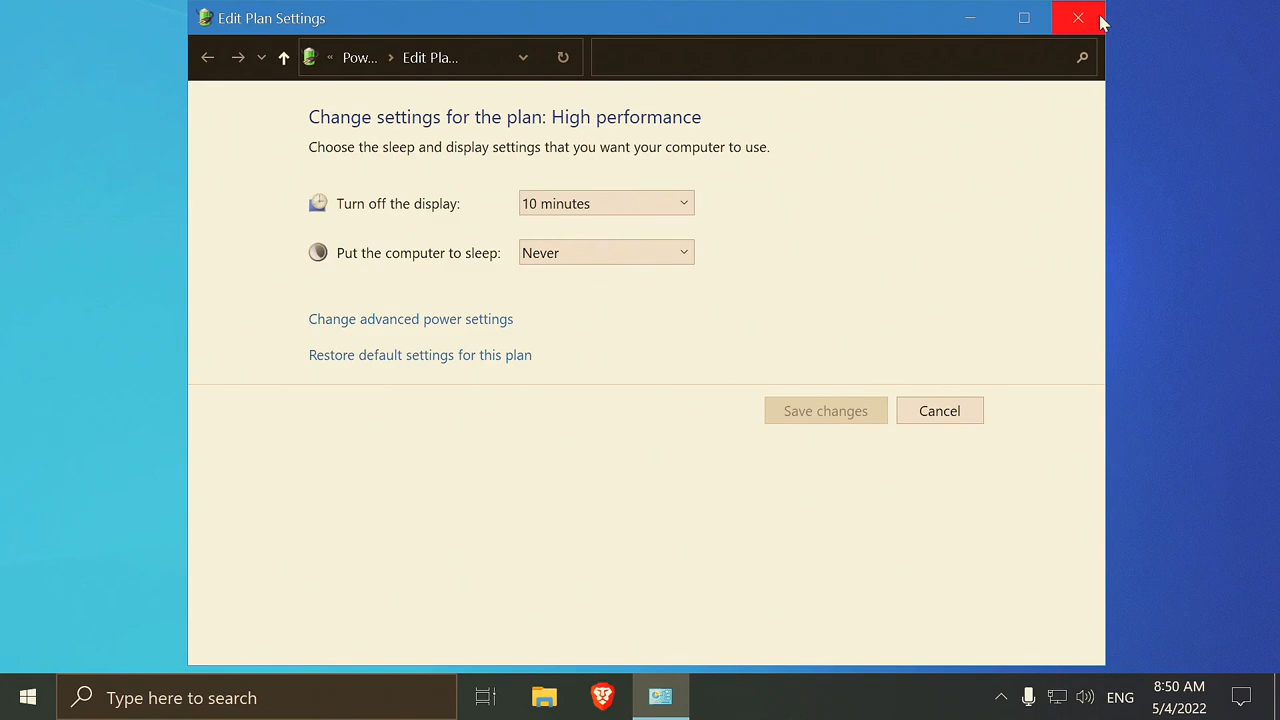 Edit Plan Settings
« Pow... Edit Pla...
Change settings for the plan: High performance
Choose the sleep and display settings that you want your computer to use.
Turn off the display: 10 minutes
Put the computer to sleep: Never
Change advanced power settings
Restore default settings for this plan
Save changes Cancel
Type here to search
ENG
8:50 AM
5/4/2022